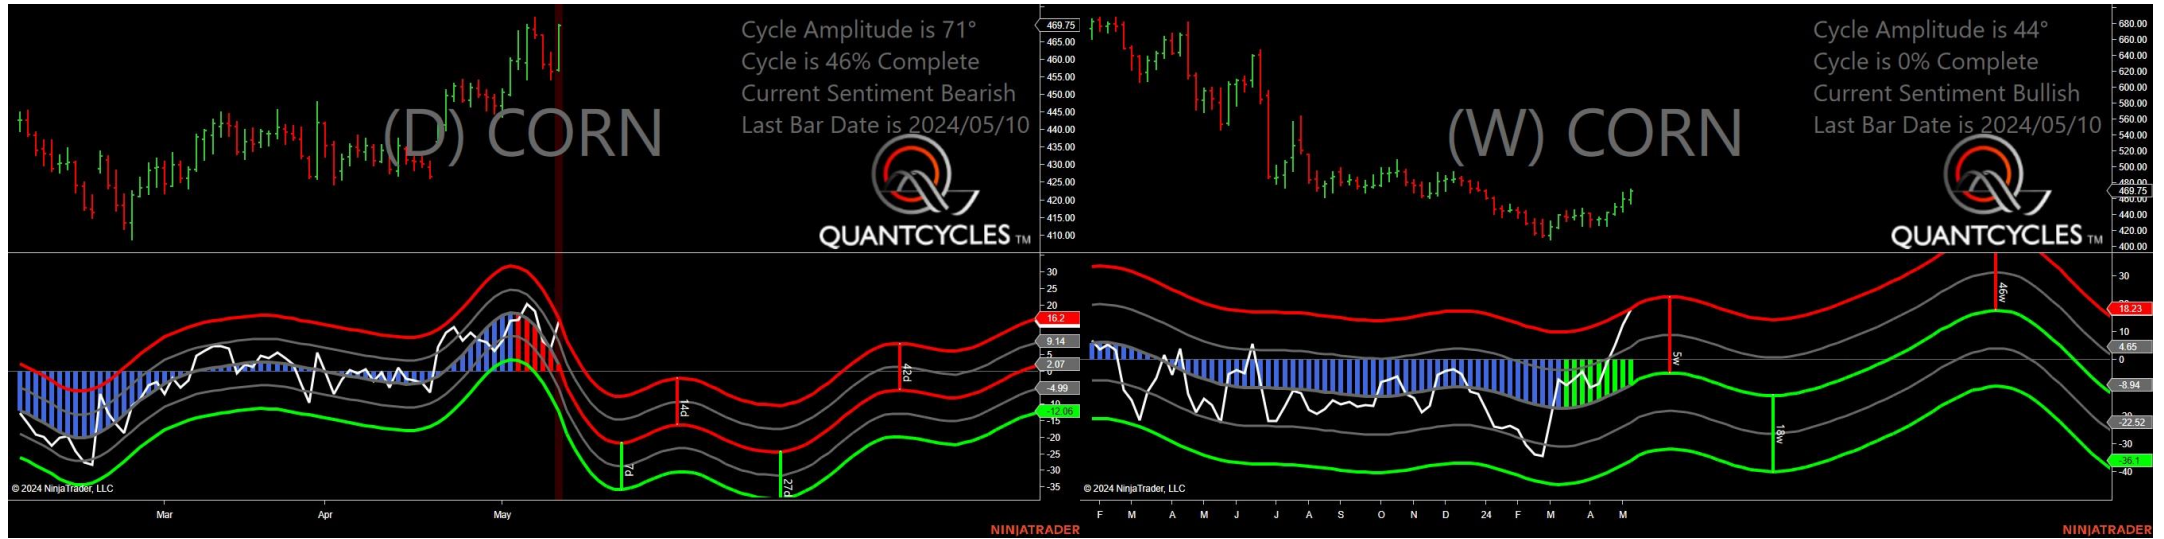 Cycle Amplitude is 71°
Cycle is 46% Complete
Current Sentiment Bearish
Last Bar Date is 2024/05/10
(D) CORN
QUANTCYCLES TM
469.75
465.00
460.00
455.00
450.00
445.00
440.00
435.00
430.00
425.00
420.00
415.00
410.00
30
25
20
16.2
9.14
5
2.07
0
-4.99
-10
-12.06
-15
-20
-25
-30
-35
7d
14d
27d
42d
© 2024 NinjaTrader, LLC
Mar Apr May
NINJATRADER
Cycle Amplitude is 44°
Cycle is 0% Complete
Current Sentiment Bullish
Last Bar Date is 2024/05/10
(W) CORN
QUANTCYCLES TM
680.00
660.00
640.00
620.00
600.00
580.00
560.00
540.00
520.00
500.00
480.00
469.75
460.00
440.00
420.00
400.00
30
18.23
10
4.65
0
-8.94
-22.52
-30
-36.1
-40
5w
18w
46w
© 2024 NinjaTrader, LLC
F M A M J J A S O N D 24 F M A M
NINJATRADER